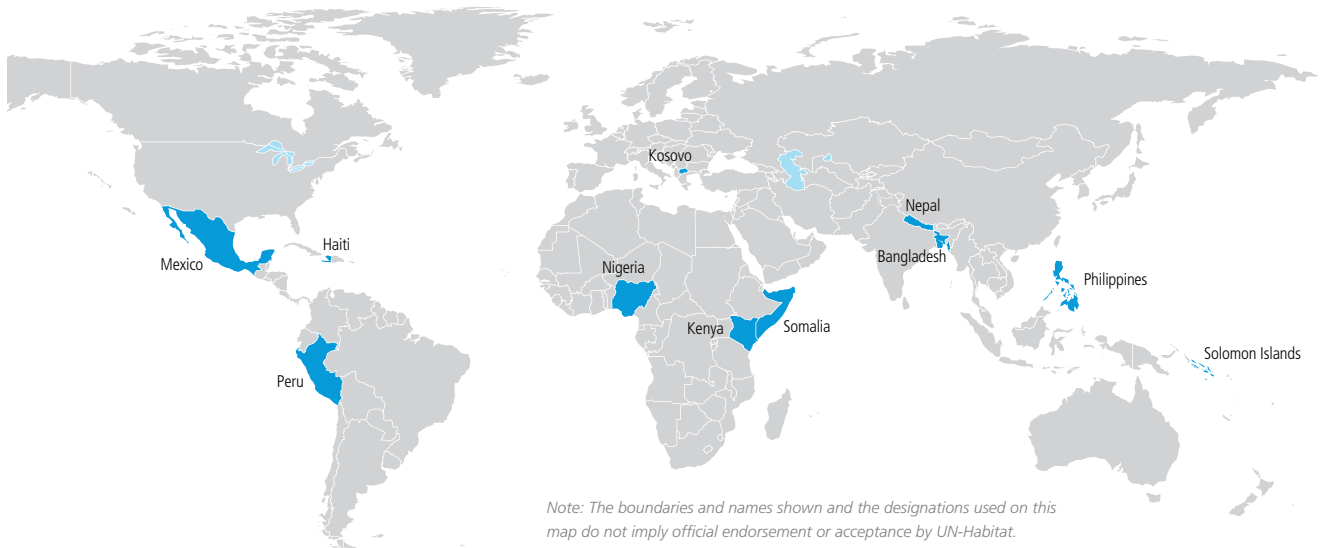 Kosovo
Nepal
Haiti
Bangladesh
Mexico
Nigeria
Philippines
Kenya
Somalia
Solomon Islands
Peru
Note: The boundaries and names shown and the designations used on this
map do not imply official endorsement or acceptance by UN-Habitat.